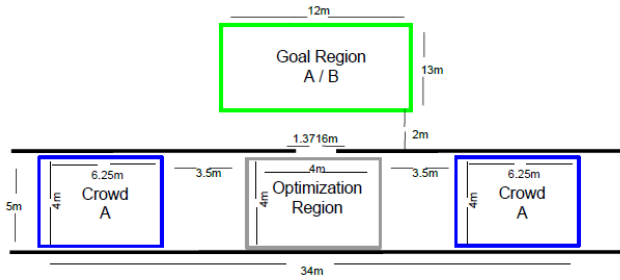 12m
Goal Region
A / B
13m
2m
1.3716m
6.25m
3.5m
4m
3.5m
6.25m
5m
4m
Crowd
A
4m
Optimization
Region
4m
Crowd
A
34m